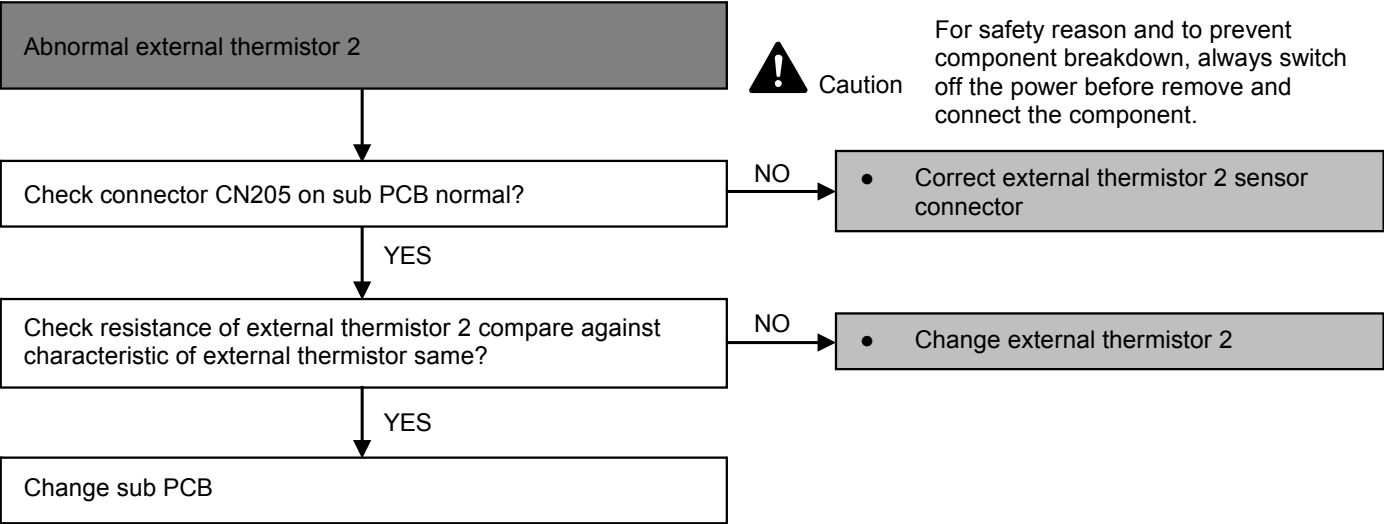 Abnormal external thermistor 2
Caution
For safety reason and to prevent
component breakdown, always switch
off the power before remove and
connect the component.
Check connector CN205 on sub PCB normal?
NO
● Correct external thermistor 2 sensor
connector
YES
Check resistance of external thermistor 2 compare against
characteristic of external thermistor same?
NO
● Change external thermistor 2
YES
Change sub PCB